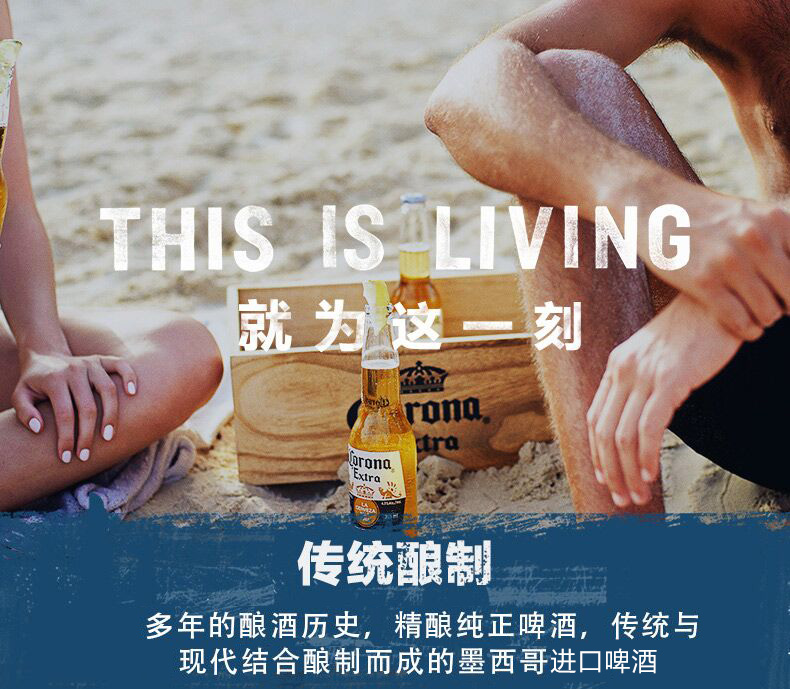 THIS IS LIVING
就为这一刻
Corona
Extra
Corona
Extra
LA
CERVEZA
传统酿制
多年的酿酒历史，精酿纯正啤酒，传统与
现代结合酿制而成的墨西哥进口啤酒